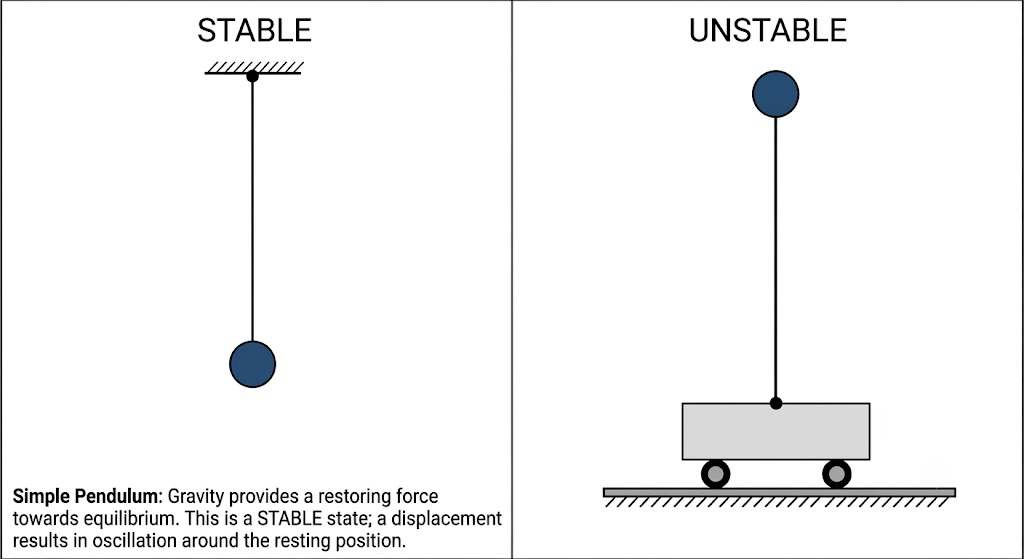 STABLE
UNSTABLE
Simple Pendulum: Gravity provides a restoring force
towards equilibrium. This is a STABLE state; a displacement
results in oscillation around the resting position.